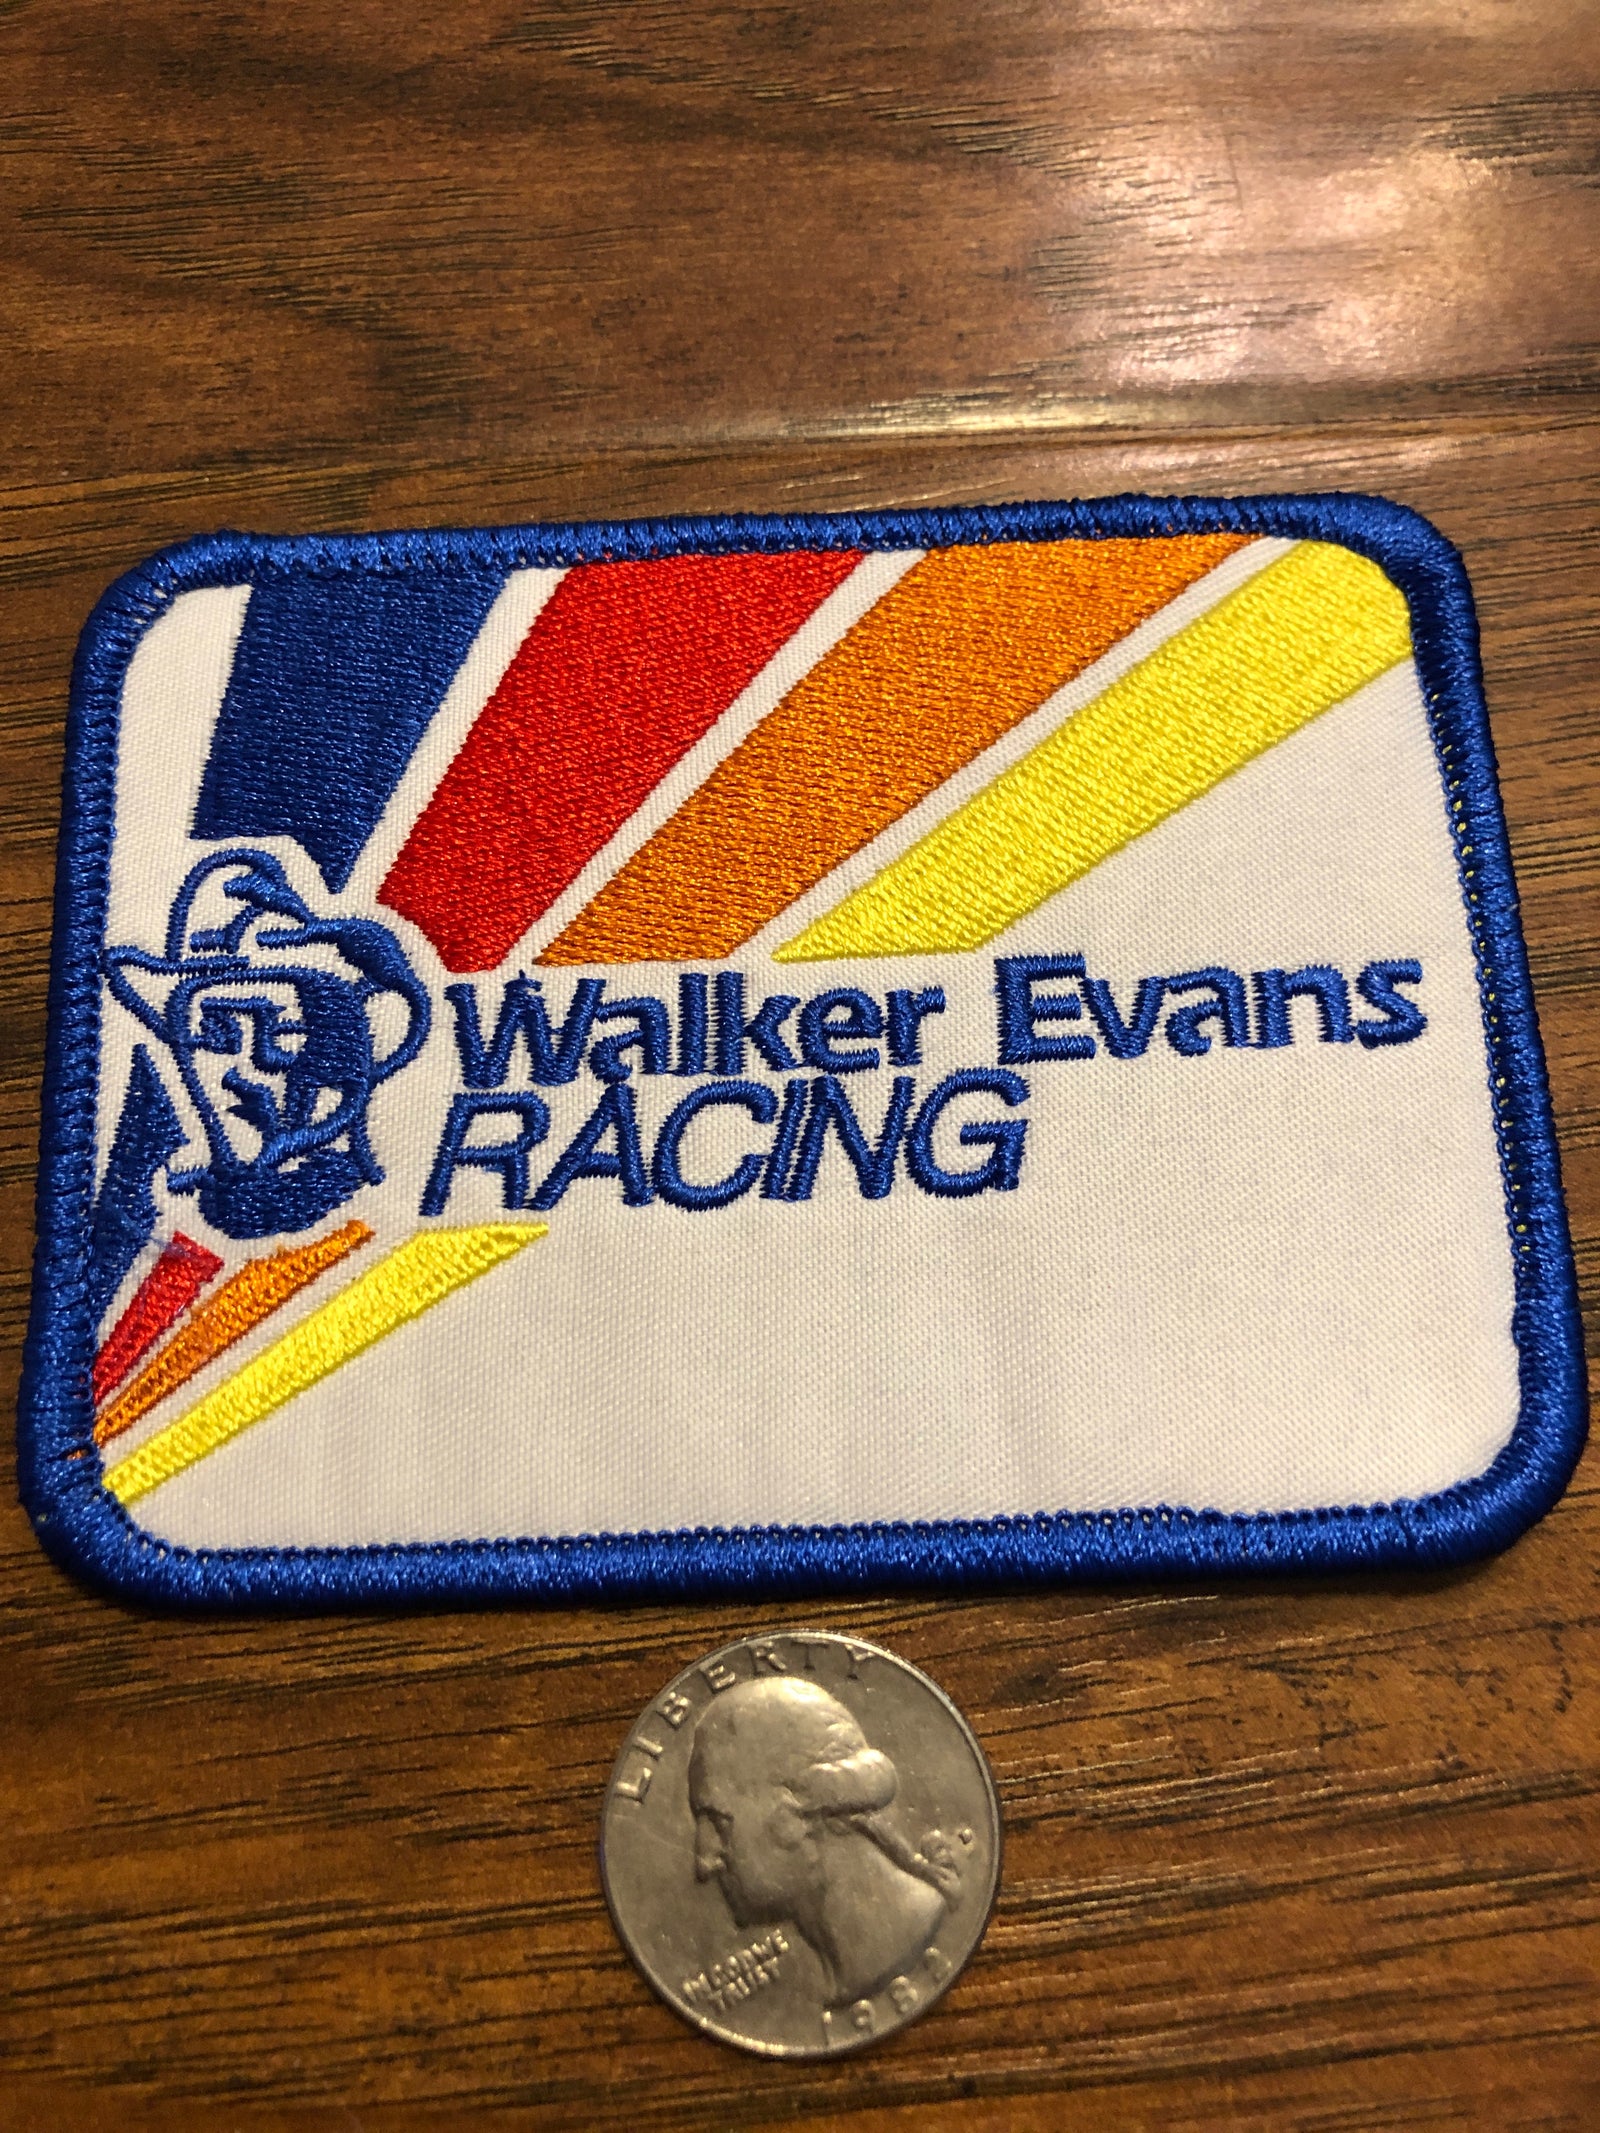 Walker Evans
RACING
LIBERTY
IN GOD WE
TRUST